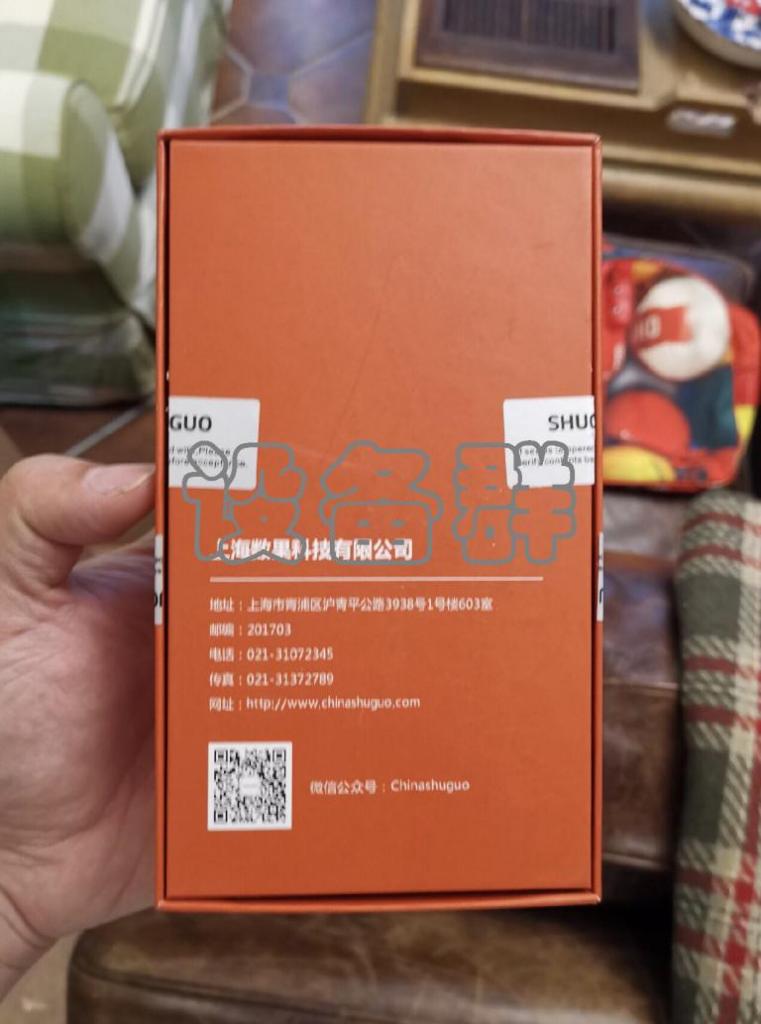 GUO
SHUG
设备群
上海数果科技有限公司
地址：上海市青浦区沪青平公路3938号1号楼603室
邮编：201703
电话：021-31072345
传真：021-31372789
网址：http://www.chinashuguo.com
微信公众号：Chinashuguo